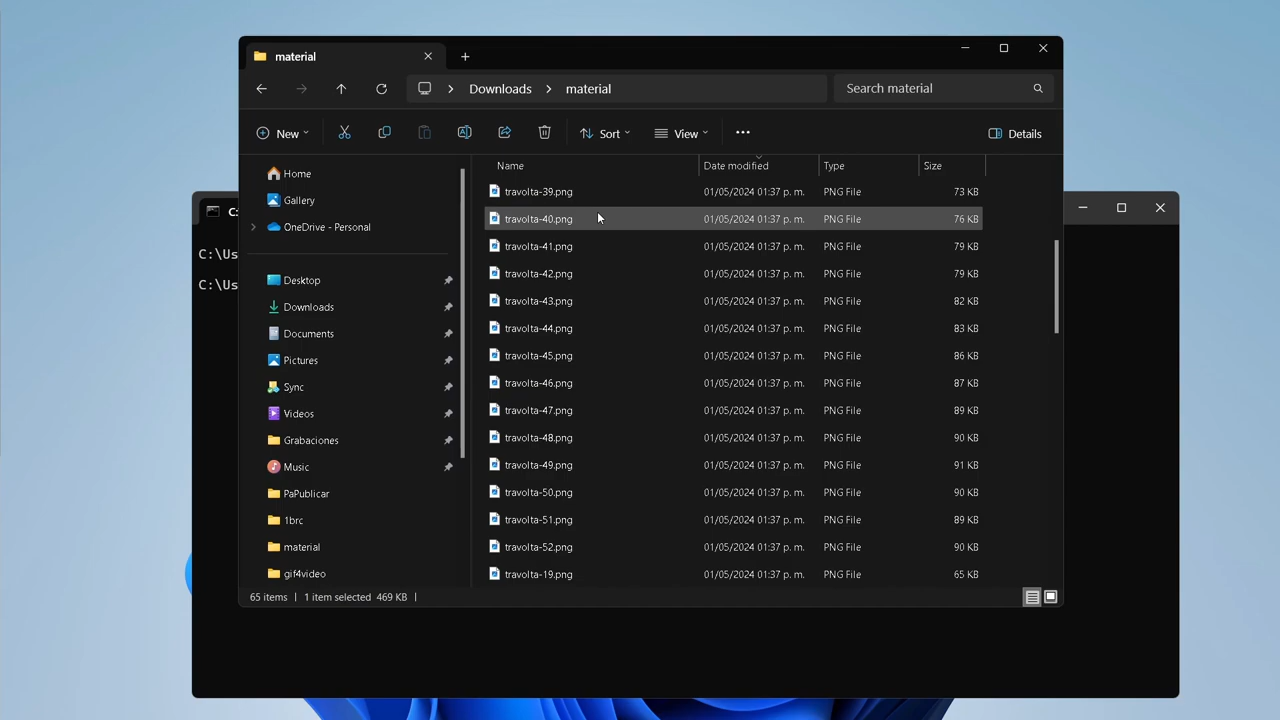 material
Downloads > material
Search material
New
Sort
View
Details
Name Date modified Type Size
Home
Gallery
OneDrive - Personal
Desktop
Downloads
Documents
Pictures
Sync
Videos
Grabaciones
Music
PaPublicar
1brc
material
gif4video
travolta-39.png 01/05/2024 01:37 p. m. PNG File 73 KB
travolta-40.png 01/05/2024 01:37 p. m. PNG File 76 KB
travolta-41.png 01/05/2024 01:37 p. m. PNG File 79 KB
travolta-42.png 01/05/2024 01:37 p. m. PNG File 79 KB
travolta-43.png 01/05/2024 01:37 p. m. PNG File 82 KB
travolta-44.png 01/05/2024 01:37 p. m. PNG File 83 KB
travolta-45.png 01/05/2024 01:37 p. m. PNG File 86 KB
travolta-46.png 01/05/2024 01:37 p. m. PNG File 87 KB
travolta-47.png 01/05/2024 01:37 p. m. PNG File 89 KB
travolta-48.png 01/05/2024 01:37 p. m. PNG File 90 KB
travolta-49.png 01/05/2024 01:37 p. m. PNG File 91 KB
travolta-50.png 01/05/2024 01:37 p. m. PNG File 90 KB
travolta-51.png 01/05/2024 01:37 p. m. PNG File 89 KB
travolta-52.png 01/05/2024 01:37 p. m. PNG File 90 KB
travolta-19.png 01/05/2024 01:37 p. m. PNG File 65 KB
65 items | 1 item selected 469 KB |
C:
C:\Us
C:\Us